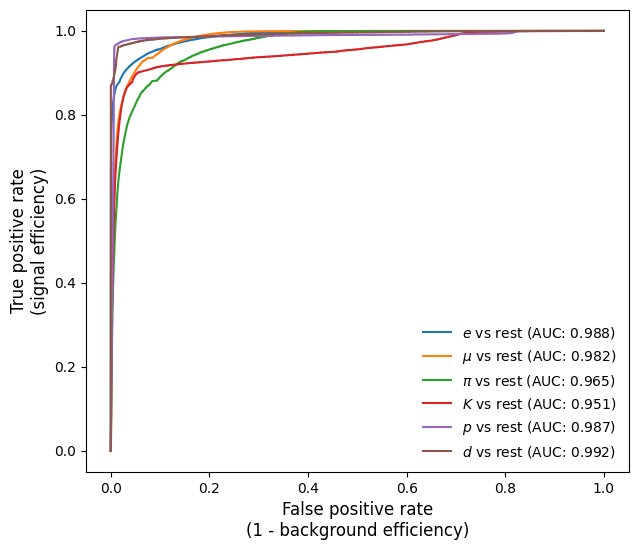 1.0
0.8
0.6
0.4
0.2
0.0
True positive rate
(signal efficiency)
e vs rest (AUC: 0.988)
μ vs rest (AUC: 0.982)
π vs rest (AUC: 0.965)
K vs rest (AUC: 0.951)
p vs rest (AUC: 0.987)
d vs rest (AUC: 0.992)
0.0 0.2 0.4 0.6 0.8 1.0
False positive rate
(1 - background efficiency)